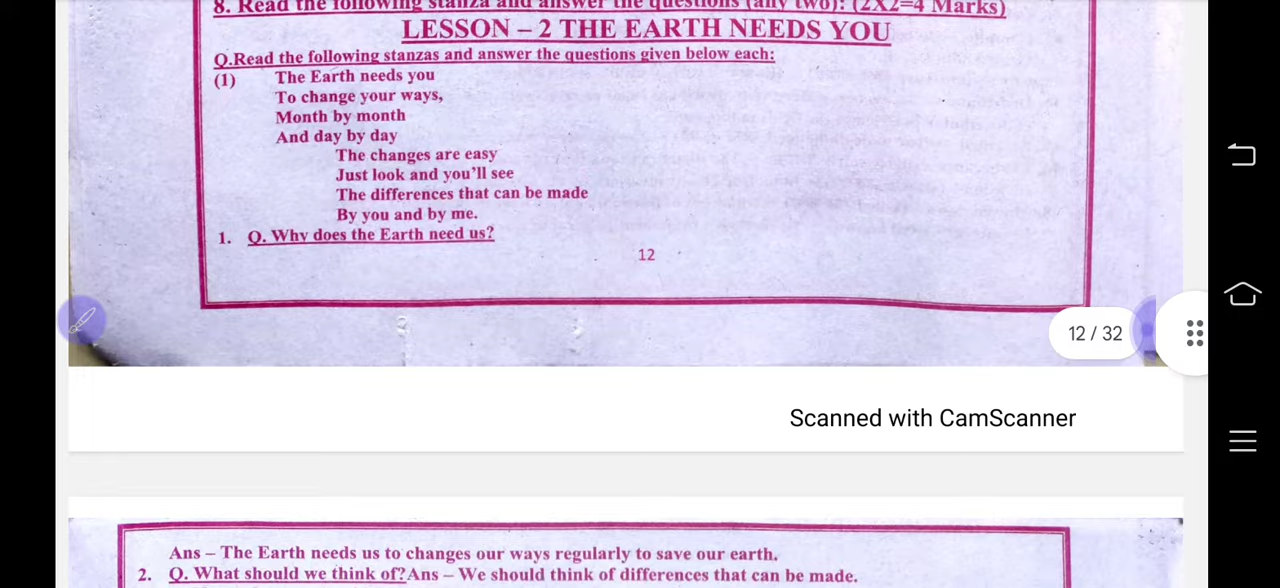 8. Read the following stanza and answer the questions (any two): (2X2=4 Marks)
LESSON – 2 THE EARTH NEEDS YOU
Q.Read the following stanzas and answer the questions given below each:
(1) The Earth needs you
To change your ways,
Month by month
And day by day
The changes are easy
Just look and you'll see
The differences that can be made
By you and by me.
1. Q. Why does the Earth need us?
12
12 / 32
Scanned with CamScanner
Ans – The Earth needs us to changes our ways regularly to save our earth.
2. Q. What should we think of? Ans – We should think of differences that can be made.